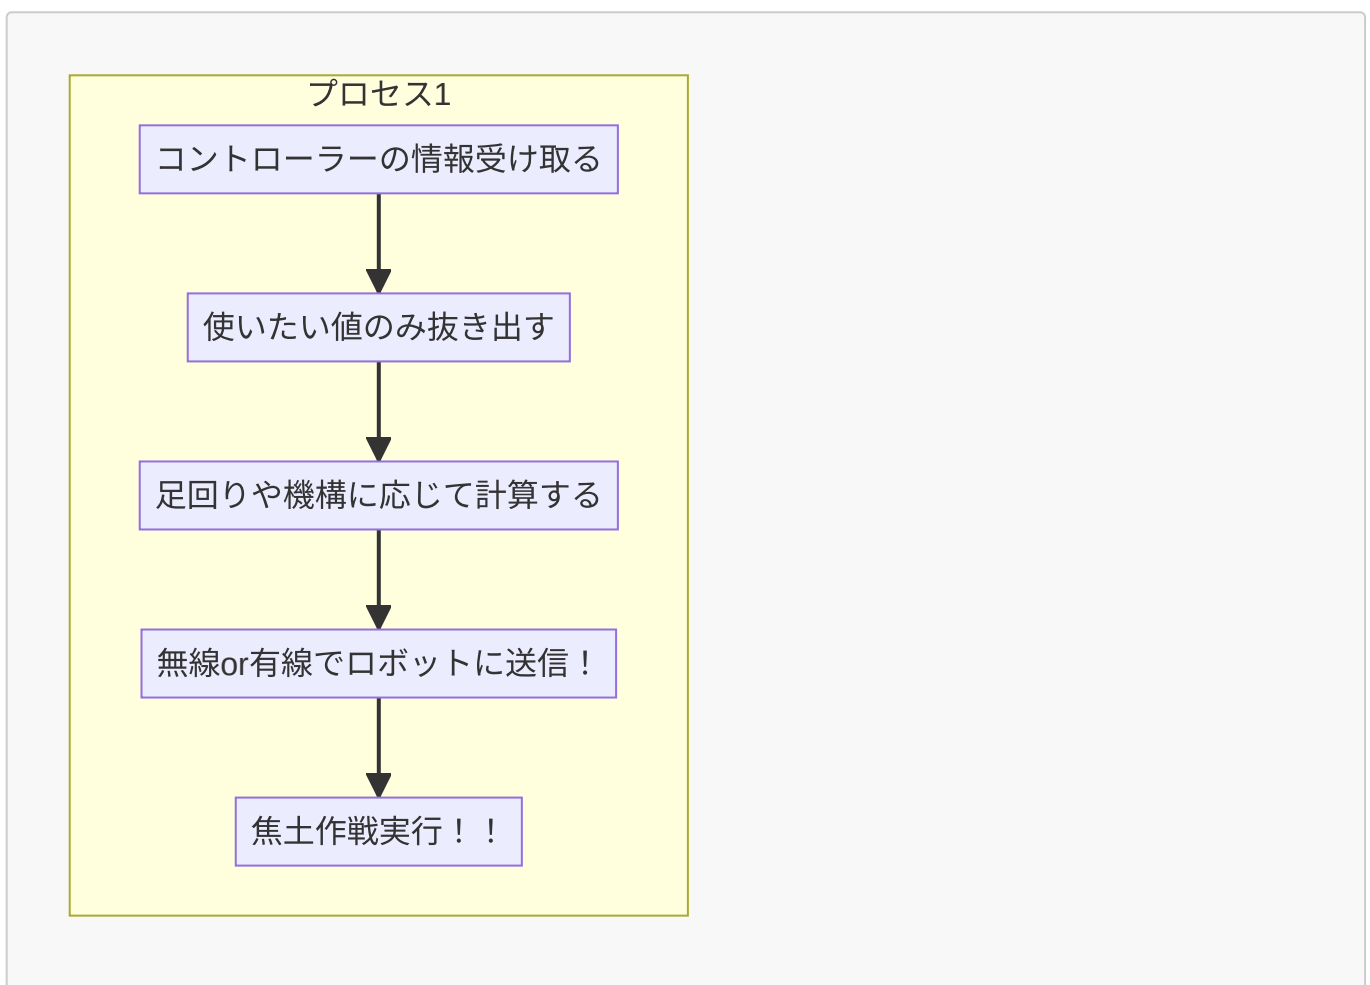 プロセス1
コントローラーの情報受け取る
使いたい値のみ抜き出す
足回りや機構に応じて計算する
無線or有線でロボットに送信！
焦土作戦実行！！